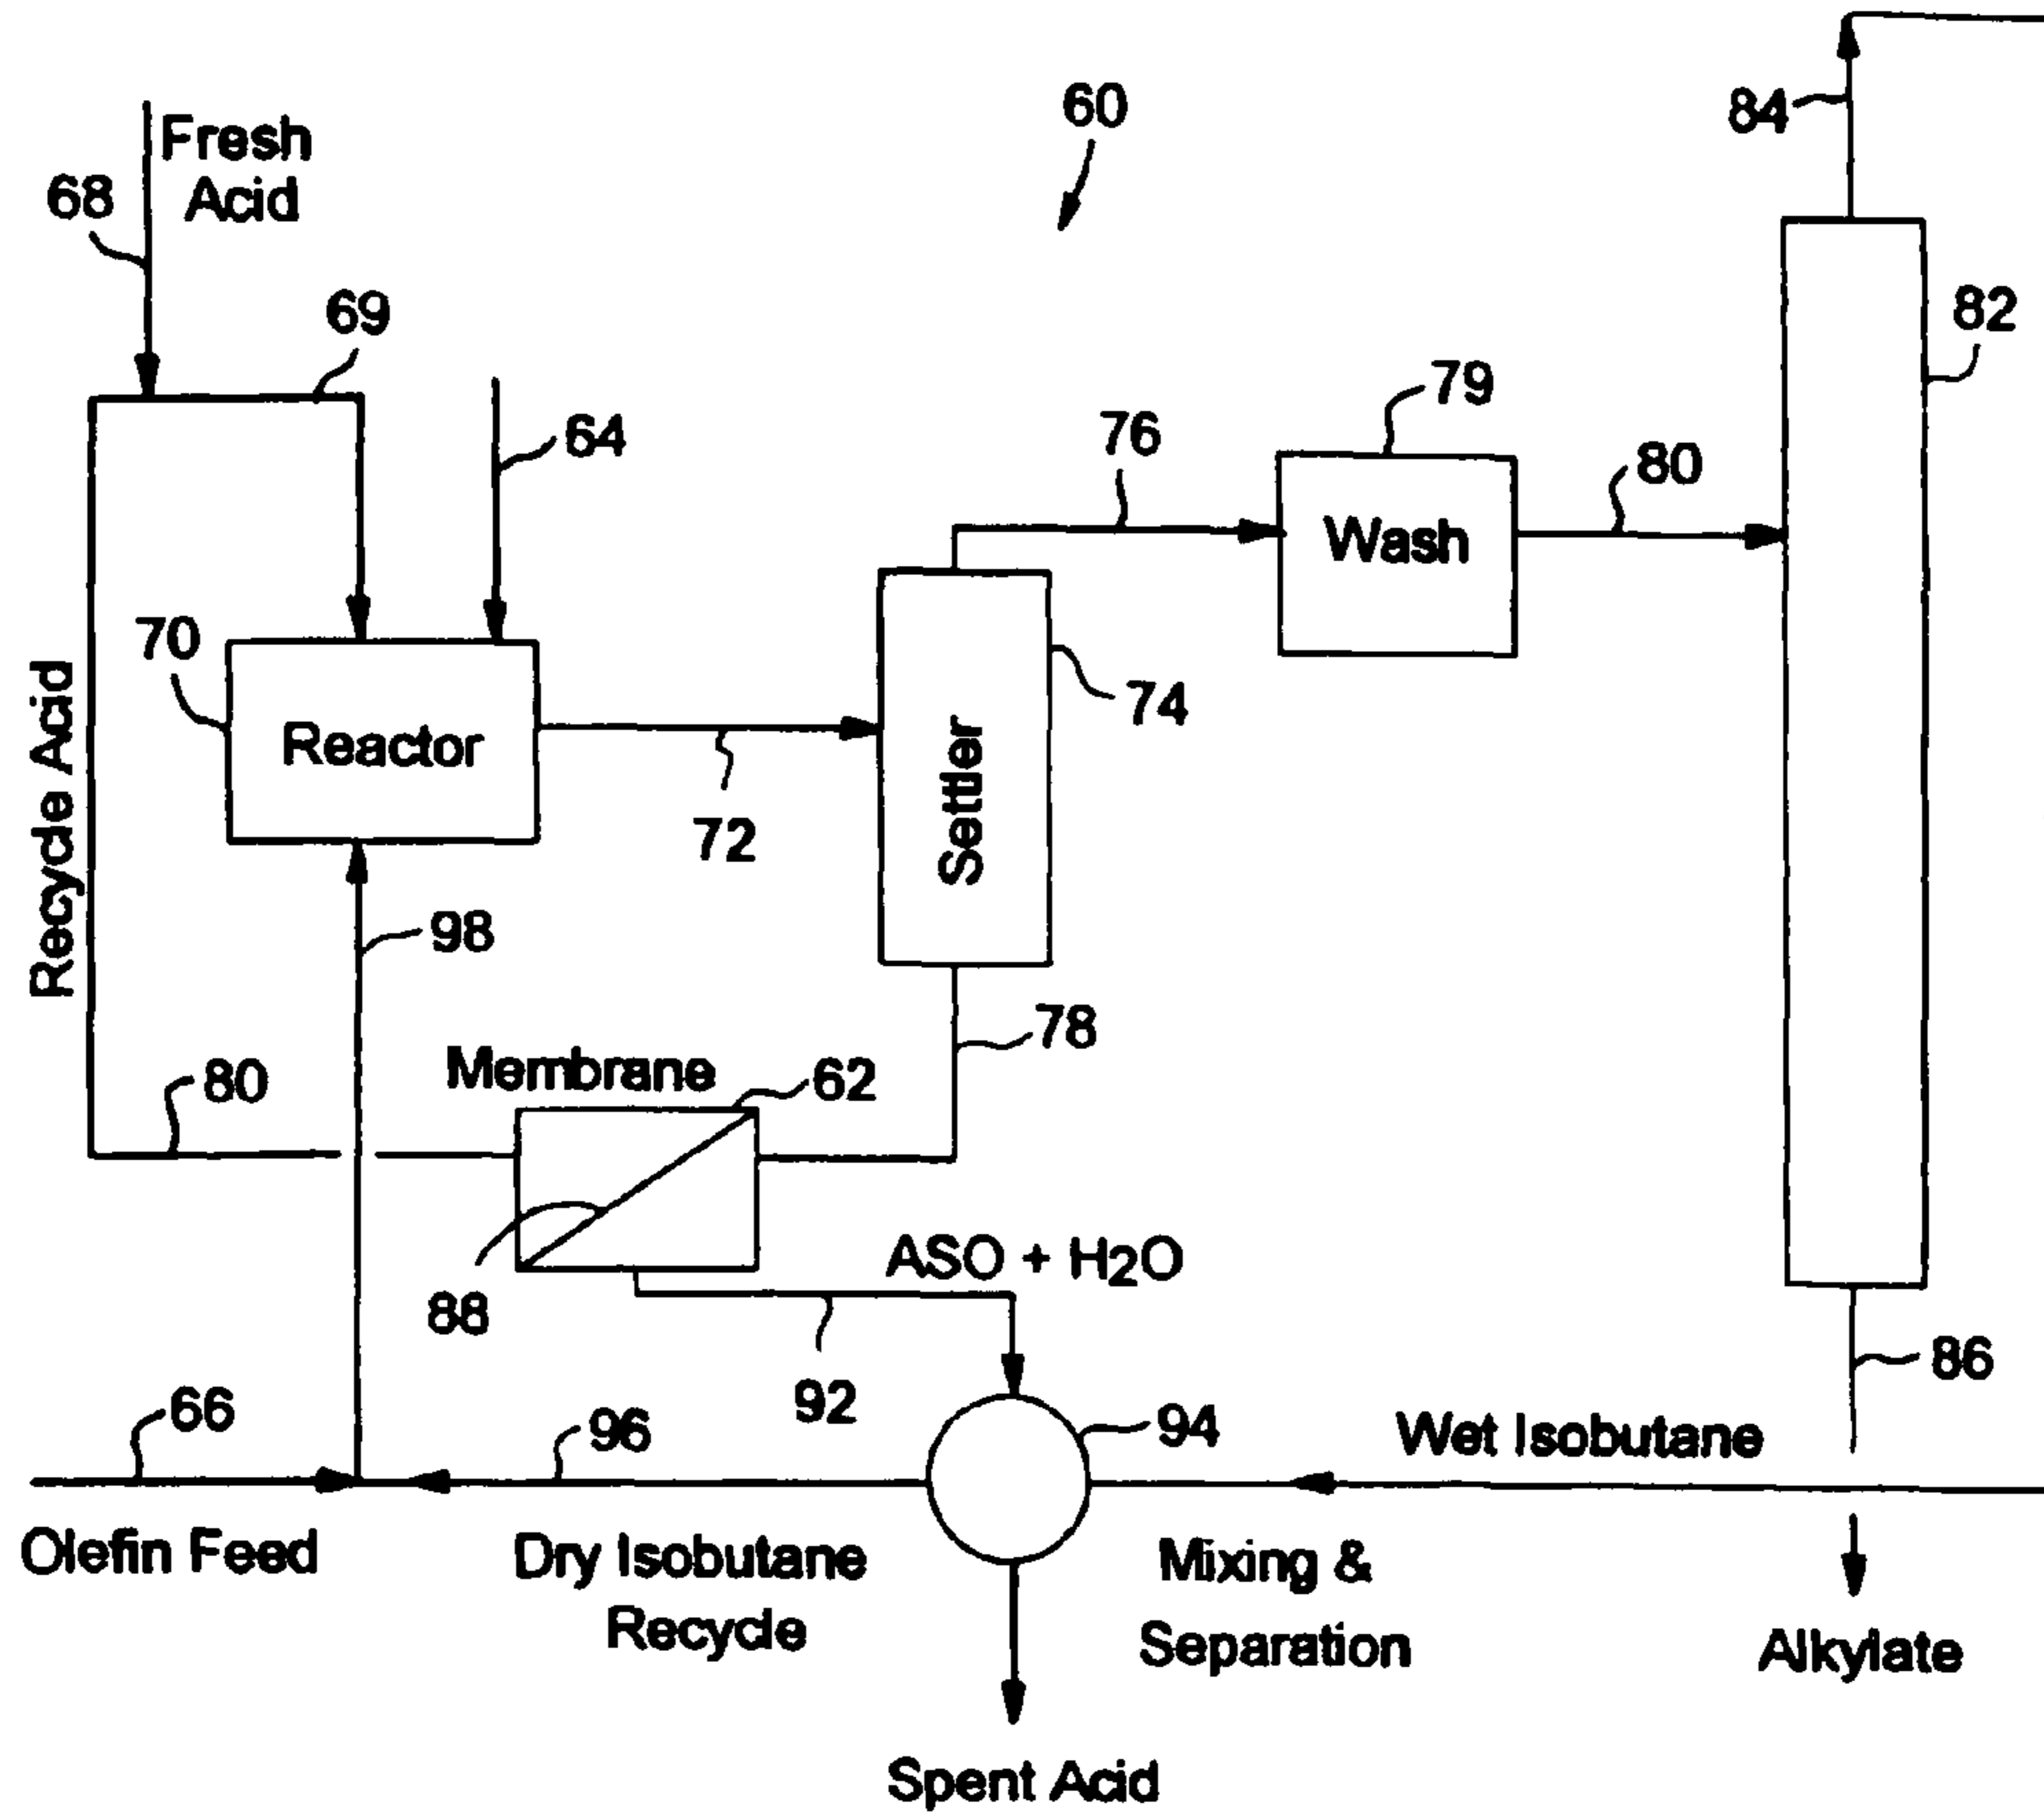 84
60
Fresh
Acid
68
69
82
64
76
79
80
Wash
70
Reactor
72
Settler
74
Recycle Acid
98
78
80
Membrane
62
88
ASO + H2O
92
86
66
96
94
Wet Isobutane
Olefin Feed
Dry Isobutane
Recycle
Mixing &
Separation
Alkylate
Spent Acid